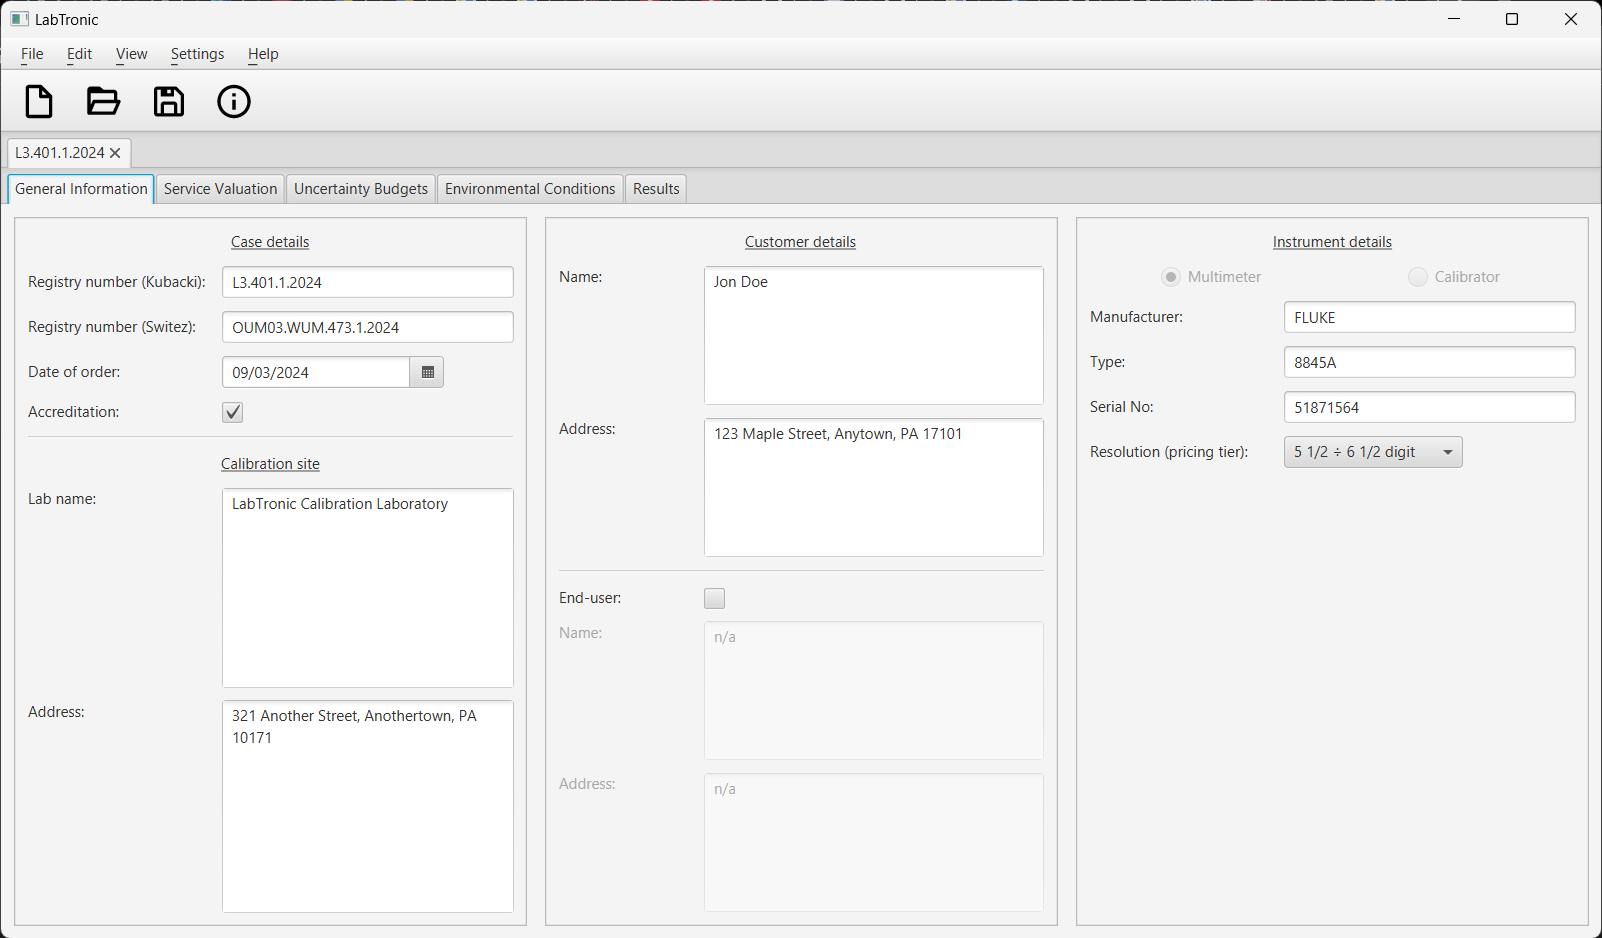 LabTronic
File Edit View Settings Help
L3.401.1.2024
General Information Service Valuation Uncertainty Budgets Environmental Conditions Results
Case details
Registry number (Kubacki): L3.401.1.2024
Registry number (Switez): OUM03.WUM.473.1.2024
Date of order: 09/03/2024
Accreditation:
Calibration site
Lab name: LabTronic Calibration Laboratory
Address: 321 Another Street, Anothertown, PA
10171
Customer details
Name: Jon Doe
Address: 123 Maple Street, Anytown, PA 17101
End-user:
Name: n/a
Address: n/a
Instrument details
Multimeter Calibrator
Manufacturer: FLUKE
Type: 8845A
Serial No: 51871564
Resolution (pricing tier): 5 1/2 ÷ 6 1/2 digit